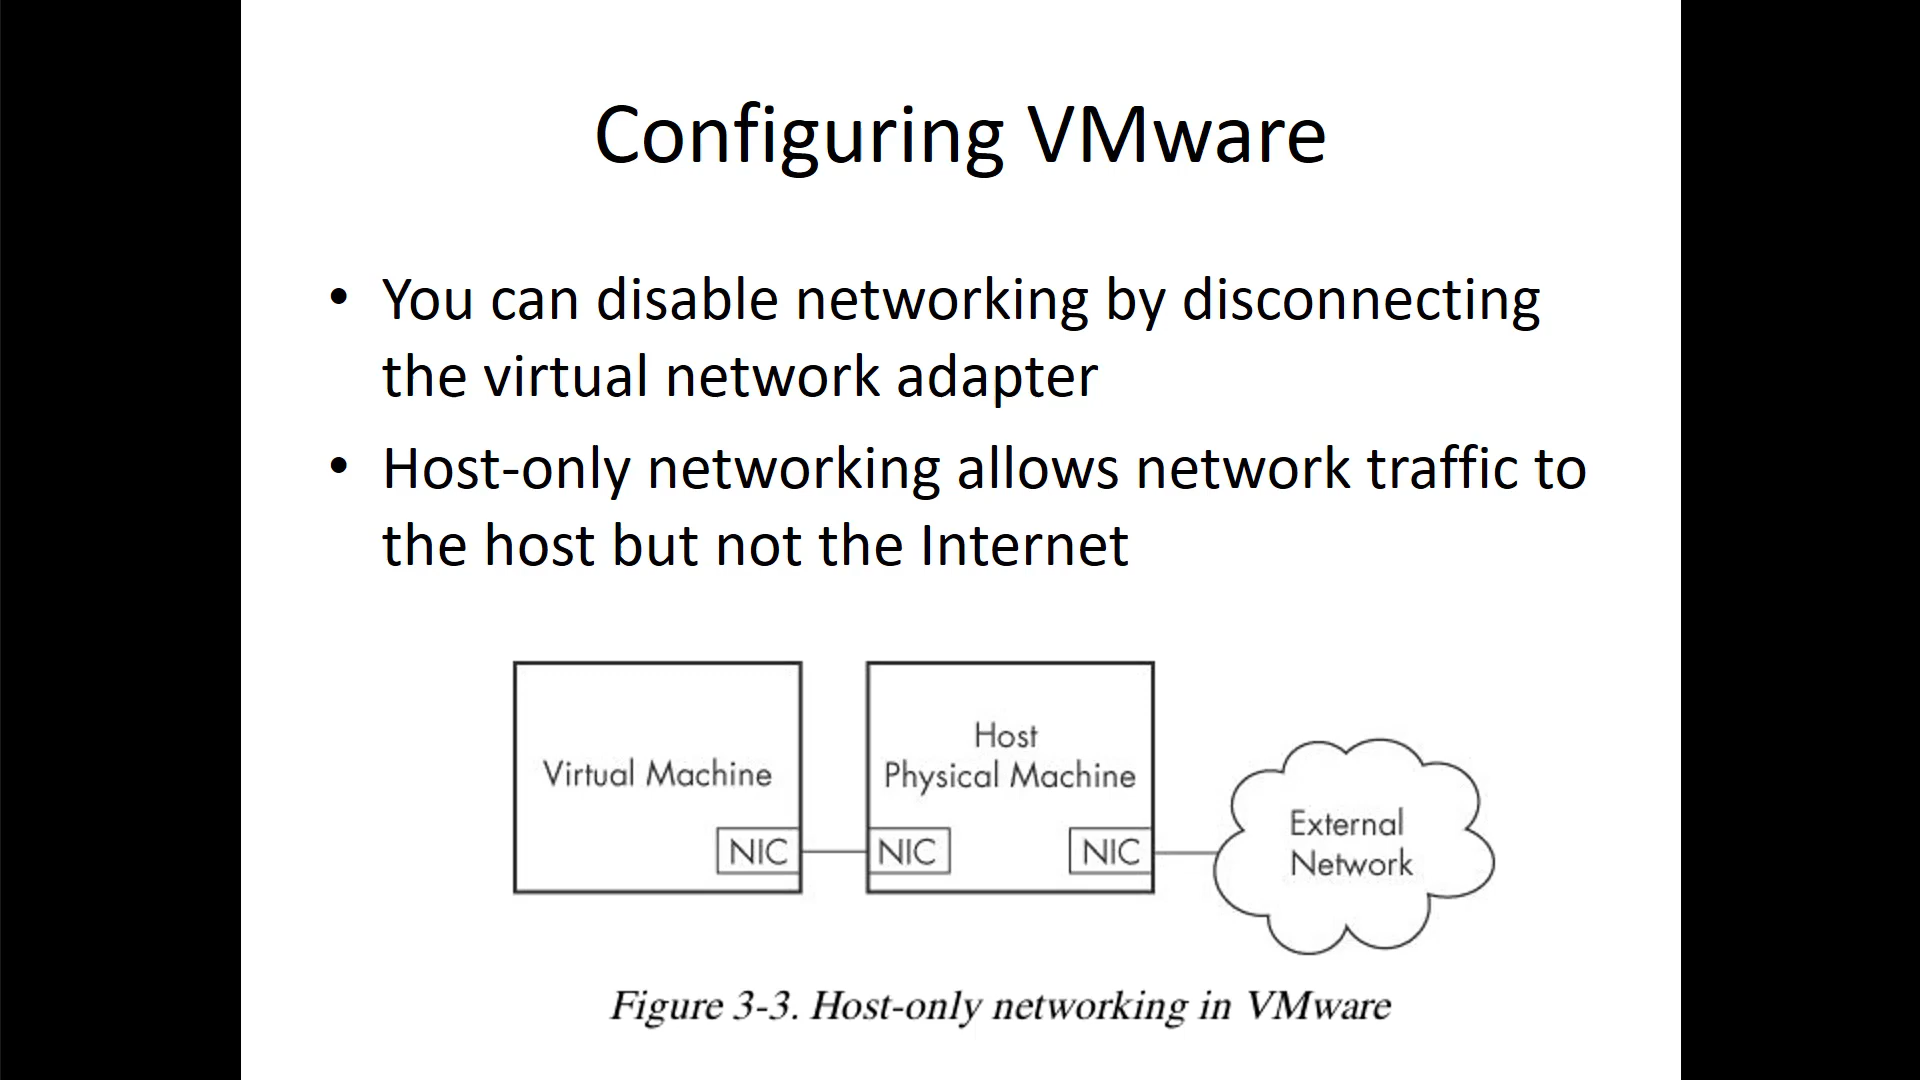 Configuring VMware
• You can disable networking by disconnecting
the virtual network adapter
• Host-only networking allows network traffic to
the host but not the Internet
Virtual Machine
NIC
Host
Physical Machine
NIC
NIC
External
Network
Figure 3-3. Host-only networking in VMware